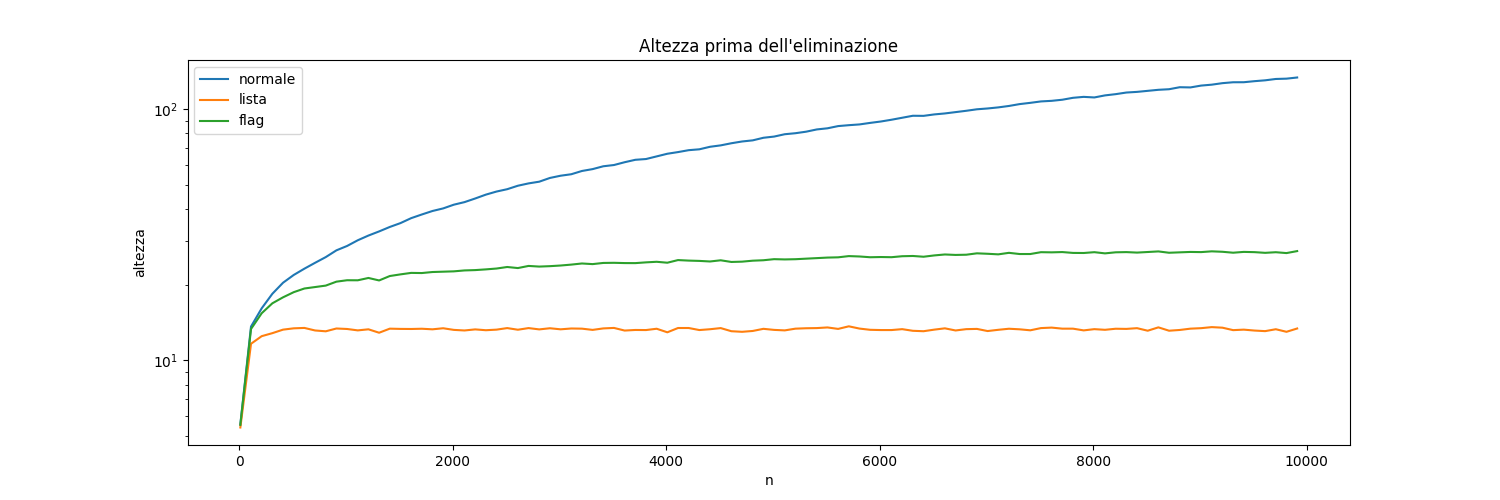 Altezza prima dell'eliminazione
normale
lista
flag
altezza
10²
10¹
0 2000 4000 6000 8000 10000
n